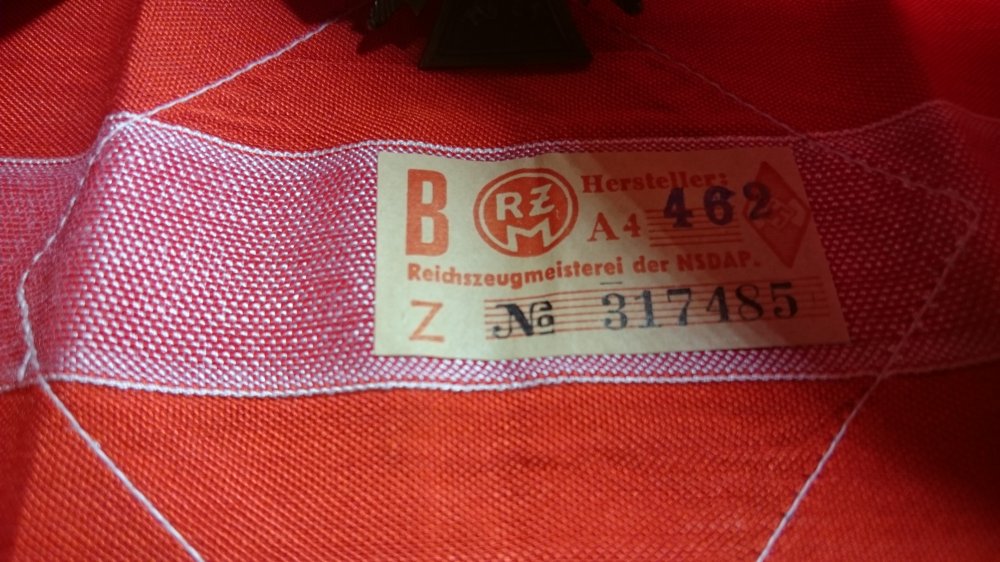 B RZM Hersteller:
A4 462
Reichszeugmeisterei der NSDAP.
Z № 317485